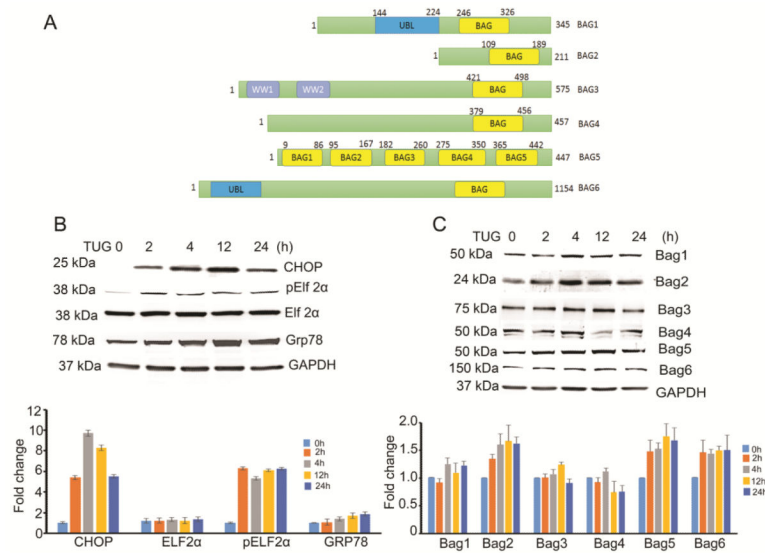 A
144 224 246 326
1 UBL BAG 345 BAG1
109 189
1 BAG 211 BAG2
421 498
1 WW1 WW2 BAG 575 BAG3
379 456
1 BAG 457 BAG4
9 86 95 167 182 260 275 350 365 442
1 BAG1 BAG2 BAG3 BAG4 BAG5 447 BAG5
1 UBL BAG 1154 BAG6
B
TUG 0 2 4 12 24 (h)
25 kDa CHOP
38 kDa pElf 2α
38 kDa Elf 2α
78 kDa Grp78
37 kDa GAPDH
Fold change
12
10
8
6
4
2
0
0h
2h
4h
12h
24h
CHOP ELF2α pELF2α GRP78
C
TUG 0 2 4 12 24 (h)
50 kDa Bag1
24 kDa Bag2
75 kDa Bag3
50 kDa Bag4
50 kDa Bag5
150 kDa Bag6
37 kDa GAPDH
Fold change
2.0
1.5
1.0
0.5
0
0h
2h
4h
12h
24h
Bag1 Bag2 Bag3 Bag4 Bag5 Bag6